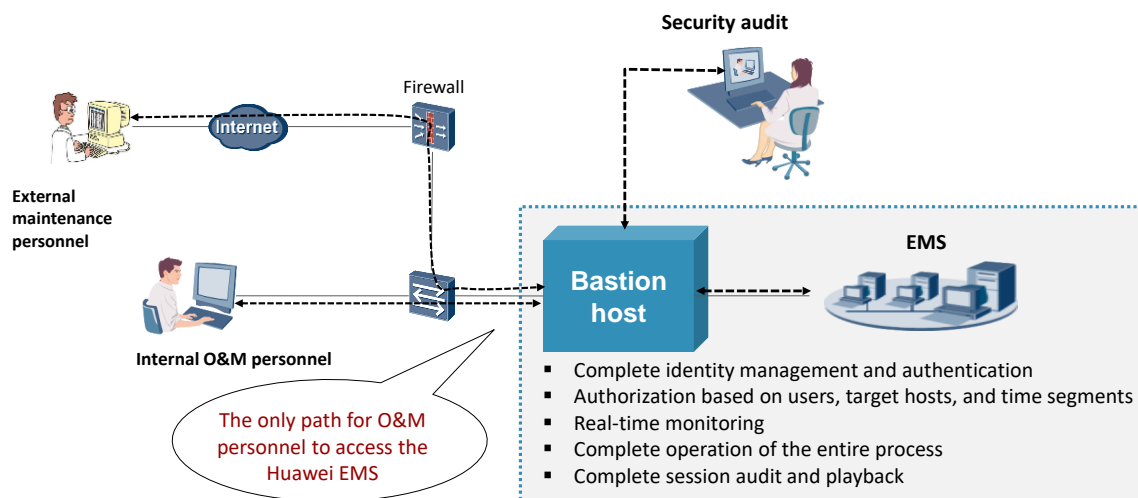 Security audit
Firewall
Internet
External
maintenance
personnel
EMS
Bastion
host
Internal O&M personnel
The only path for O&M
personnel to access the
Huawei EMS
▪ Complete identity management and authentication
▪ Authorization based on users, target hosts, and time segments
▪ Real-time monitoring
▪ Complete operation of the entire process
▪ Complete session audit and playback